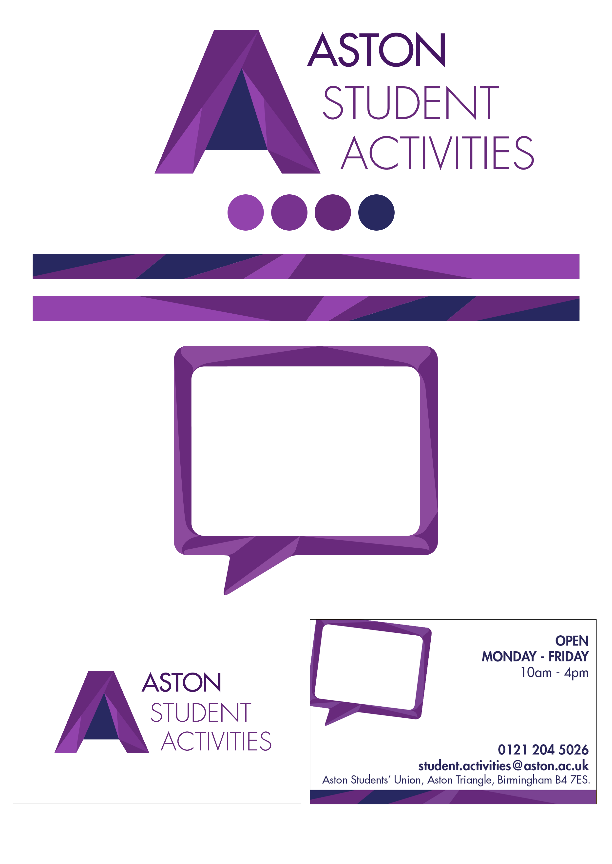 ASTON
STUDENT
ACTIVITIES
ASTON
STUDENT
ACTIVITIES
OPEN
MONDAY - FRIDAY
10am - 4pm
0121 204 5026
student.activities@aston.ac.uk
Aston Students' Union, Aston Triangle, Birmingham B4 7ES.